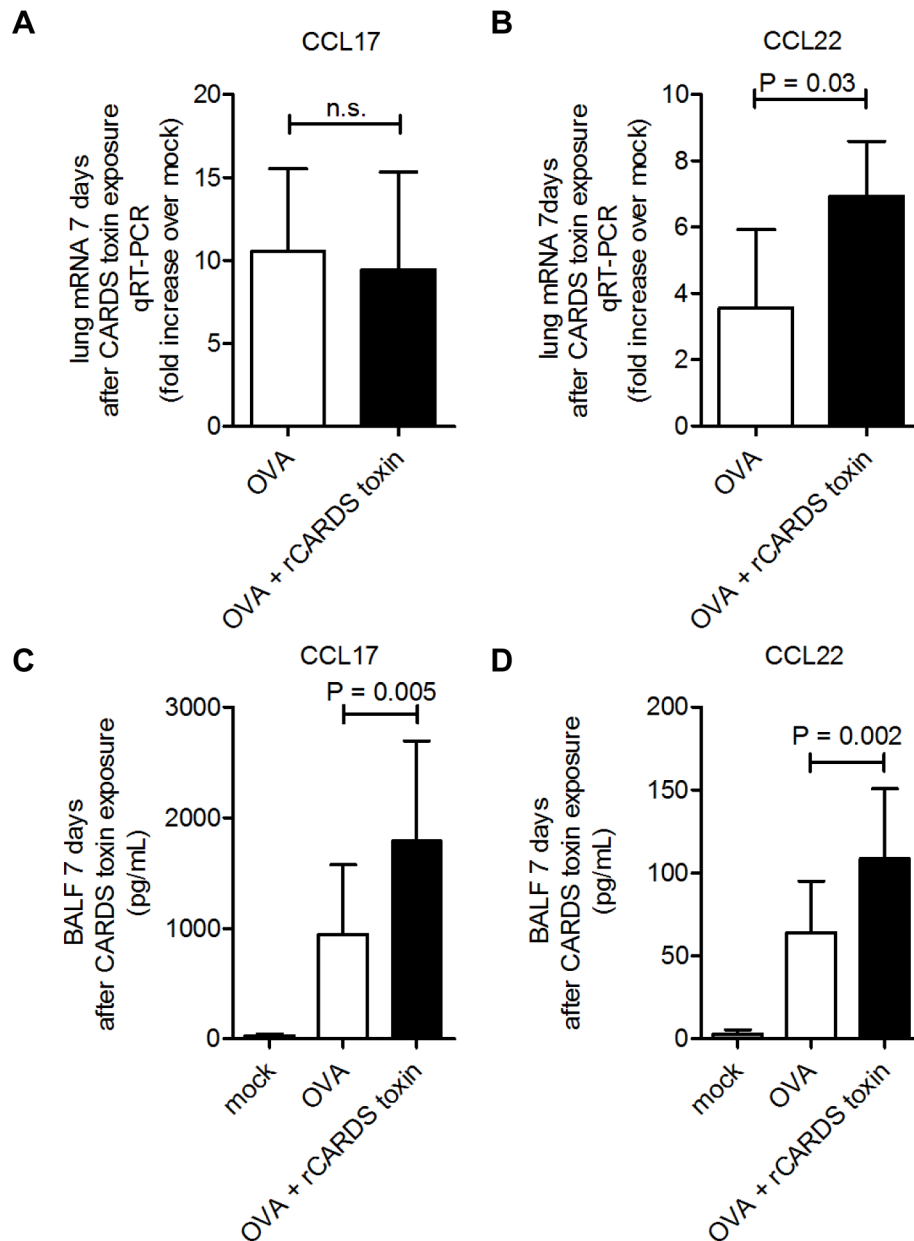 A
CCL17
lung mRNA 7 days
after CARDS toxin exposure
qRT-PCR
(fold increase over mock)
20
15
10
5
0
n.s.
OVA
OVA + rCARDS toxin
B
CCL22
lung mRNA 7days
after CARDS toxin exposure
qRT-PCR
(fold increase over mock)
10
8
6
4
2
0
P = 0.03
OVA
OVA + rCARDS toxin
C
CCL17
BALF 7 days
after CARDS toxin exposure
(pg/mL)
3000
2000
1000
0
P = 0.005
mock
OVA
OVA + rCARDS toxin
D
CCL22
BALF 7 days
after CARDS toxin exposure
(pg/mL)
200
150
100
50
0
P = 0.002
mock
OVA
OVA + rCARDS toxin